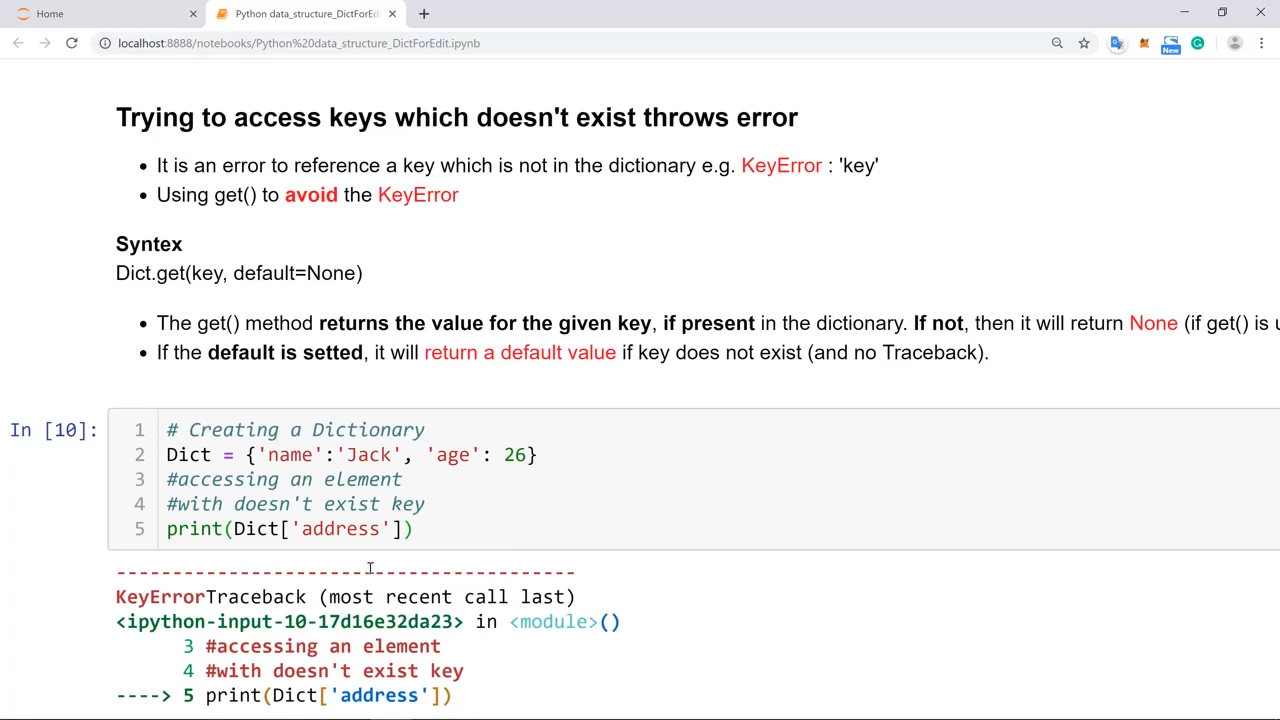 Home
Python data_structure_DictForEdi
localhost:8888/notebooks/Python%20data_structure_DictForEdit.ipynb
New
Trying to access keys which doesn't exist throws error
It is an error to reference a key which is not in the dictionary e.g. KeyError : 'key'
Using get() to avoid the KeyError
Syntex
Dict.get(key, default=None)
The get() method returns the value for the given key, if present in the dictionary. If not, then it will return None (if get() is u
If the default is setted, it will return a default value if key does not exist (and no Traceback).
In [10]:
1 # Creating a Dictionary
2 Dict = {'name':'Jack', 'age': 26}
3 #accessing an element
4 #with doesn't exist key
5 print(Dict['address'])
-----------------------------------------
KeyErrorTraceback (most recent call last)
<ipython-input-10-17d16e32da23> in <module>()
3 #accessing an element
4 #with doesn't exist key
----> 5 print(Dict['address'])